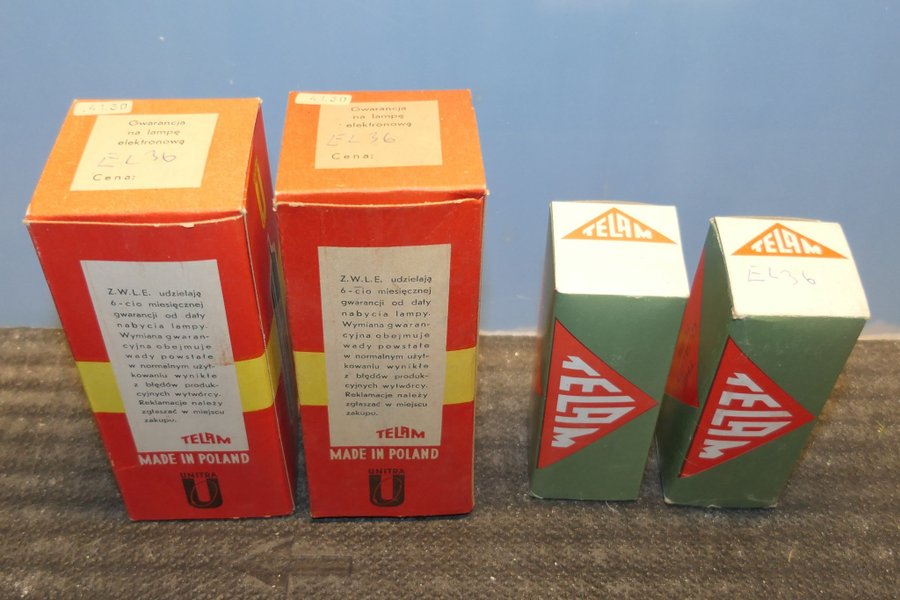 41.50
Gwarancja
na lampę
elektronową
EL36
Cena:
Z.W.L.E. udzielają
6-cio miesięcznej
gwarancji od daty
nabycia lampy.
Wymiana gwaran-
cyjna obejmuje
wady powstałe
w normalnym użyt-
kowaniu wynikłe
z błędów produk-
cyjnych wytwórcy.
Reklamacje należy
zgłaszać w miejscu
zakupu.
TELAM
MADE IN POLAND
UNITRA
U
Gwarancja
na lampę
elektronową
EL36
Cena:
Z.W.L.E. udzielają
6-cio miesięcznej
gwarancji od daty
nabycia lampy.
Wymiana gwaran-
cyjna obejmuje
wady powstałe
w normalnym użyt-
kowaniu wynikłe
z błędów produk-
cyjnych wytwórcy.
Reklamacje należy
zgłaszać w miejscu
zakupu.
TELAM
MADE IN POLAND
UNITRA
U
TELAM
TELAM
TELAM
EL36
TELAM